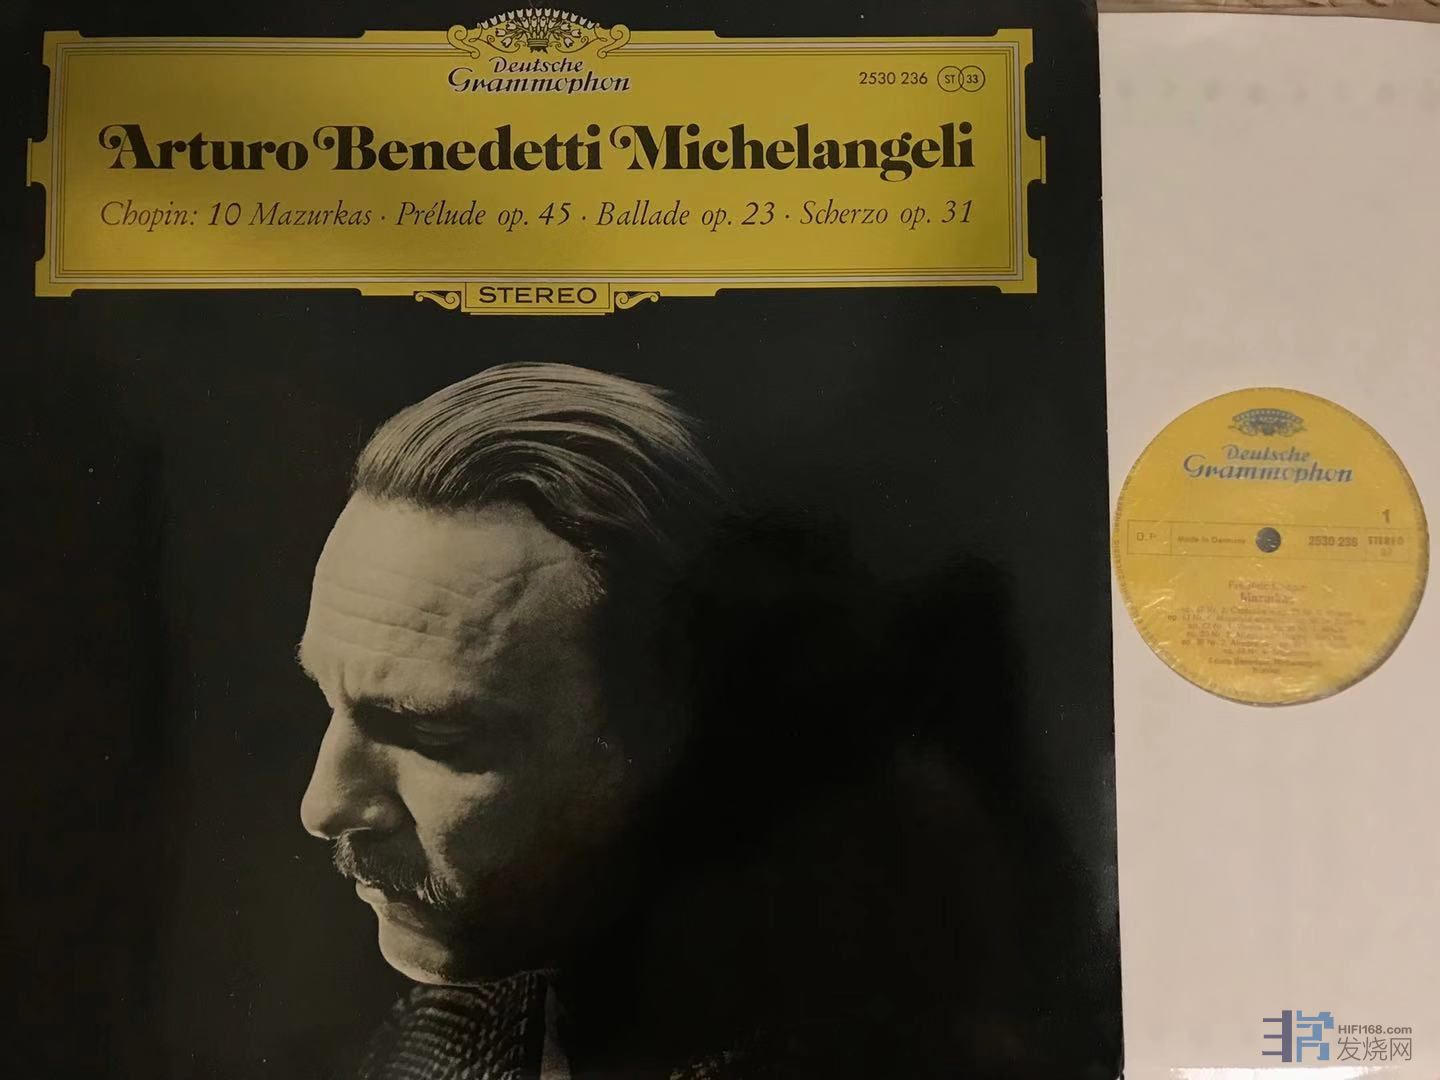 Deutsche
Grammophon
2530 236 ST 33
Arturo Benedetti Michelangeli
Chopin: 10 Mazurkas · Prélude op. 45 · Ballade op. 23 · Scherzo op. 31
STEREO
Deutsche
Grammophon
1
Made in Germany 2530 236 STEREO
Mazurkas
HIFI168.com
发烧网